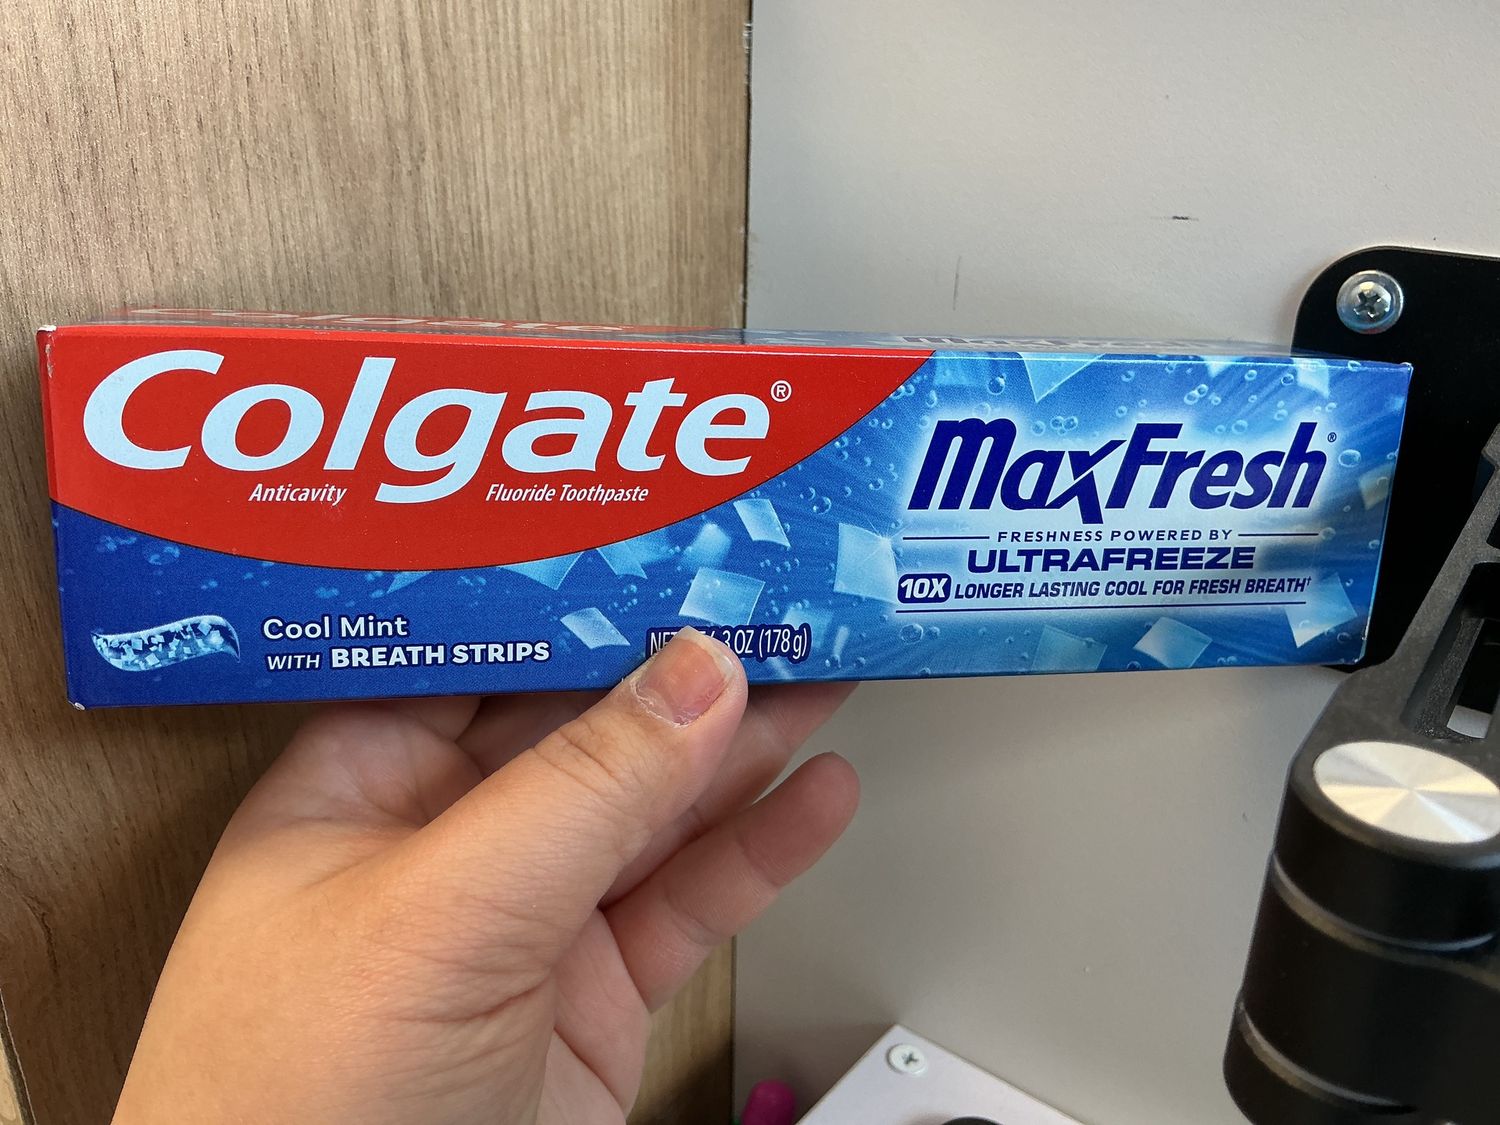 Colgate®
Anticavity Fluoride Toothpaste
Cool Mint
WITH BREATH STRIPS
OZ (178 g)
MaxFresh®
FRESHNESS POWERED BY
ULTRAFREEZE
10X LONGER LASTING COOL FOR FRESH BREATH†